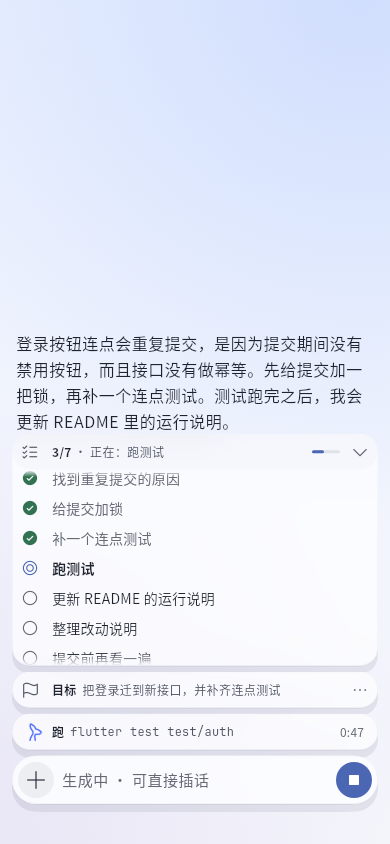 登录按钮连点会重复提交，是因为提交期间没有
禁用按钮，而且接口没有做幂等。先给提交加一
把锁，再补一个连点测试。测试跑完之后，我会
更新 README 里的运行说明。
3/7 · 正在：跑测试
找到重复提交的原因
给提交加锁
补一个连点测试
跑测试
更新 README 的运行说明
整理改动说明
提交前再看一遍
目标 把登录迁到新接口，并补齐连点测试
跑 flutter test test/auth 0:47
生成中 · 可直接插话